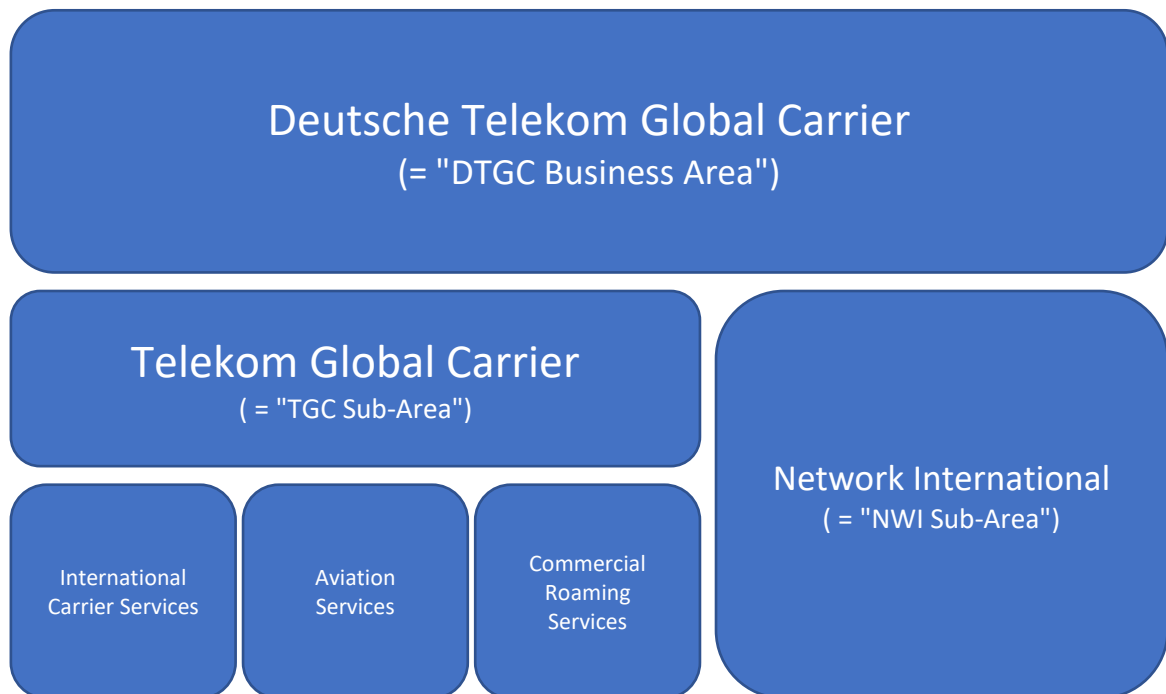 Deutsche Telekom Global Carrier
(= "DTGC Business Area")
Telekom Global Carrier
( = "TGC Sub-Area")
Network International
( = "NWI Sub-Area")
International
Carrier Services
Aviation
Services
Commercial
Roaming
Services